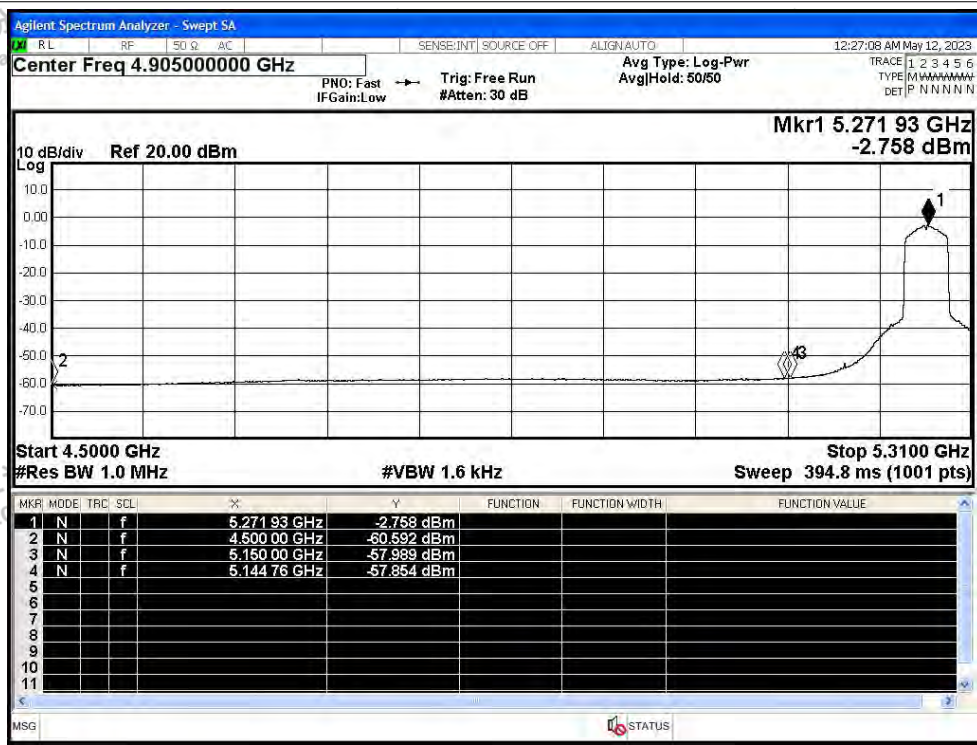 Agilent Spectrum Analyzer - Swept SA
RL RF 50 Ω AC SENSE:INT SOURCE OFF ALIGNAUTO 12:27:08 AM May 12, 2023
Center Freq 4.905000000 GHz
PNO: Fast
IFGain:Low
Trig: Free Run
#Atten: 30 dB
Avg Type: Log-Pwr
Avg|Hold: 50/50
TRACE 1 2 3 4 5 6
TYPE M
DET P N N N N N
Mkr1 5.271 93 GHz
-2.758 dBm
10 dB/div Ref 20.00 dBm
Log
10.0
0.00
-10.0
-20.0
-30.0
-40.0
-50.0
-60.0
-70.0
1
2
43
Start 4.5000 GHz Stop 5.3100 GHz
#Res BW 1.0 MHz #VBW 1.6 kHz Sweep 394.8 ms (1001 pts)
MKR MODE TRC SCL X Y FUNCTION FUNCTION WIDTH FUNCTION VALUE
1 N f 5.271 93 GHz -2.758 dBm
2 N f 4.500 00 GHz -60.592 dBm
3 N f 5.150 00 GHz -57.989 dBm
4 N f 5.144 76 GHz -57.854 dBm
5
6
7
8
9
10
11
MSG STATUS